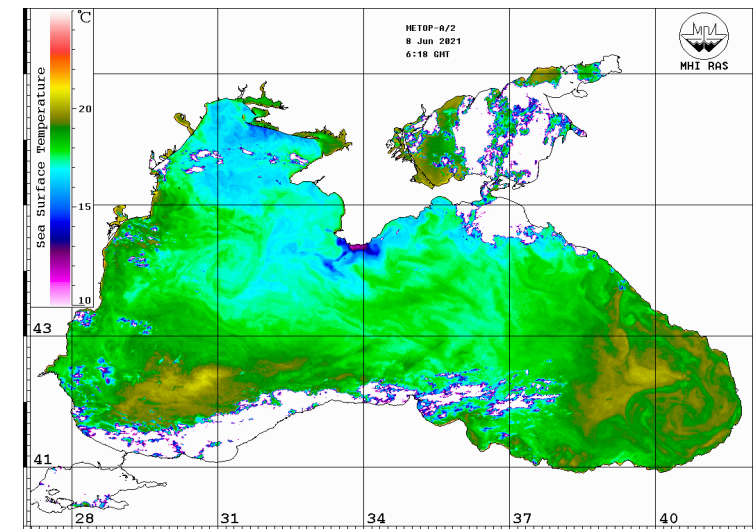 °C
METOP-A/2
8 Jun 2021
6:18 GMT
МГИ
MHI RAS
Sea Surface Temperature
20
15
10
43
41
28
31
34
37
40